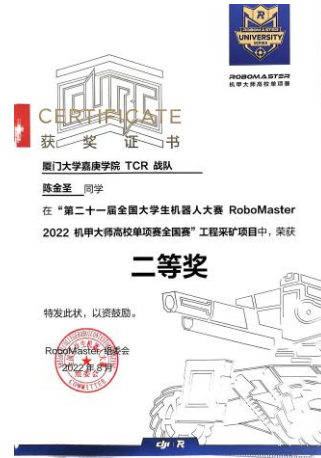 R
UNIVERSITY
SERIES
ROBOMASTER
机甲大师高校单项赛
CURC
CERTIFICATE
获 奖 证 书
厦门大学嘉庚学院 TCR 战队
陈金圣 同学
在“第二十一届全国大学生机器人大赛 RoboMaster
2022 机甲大师高校单项赛全国赛”工程采矿项目中，荣获
二等奖
特发此状，以资鼓励。
RoboMaster 组委会
2022 年 8 月
COMMITTEE
dji R